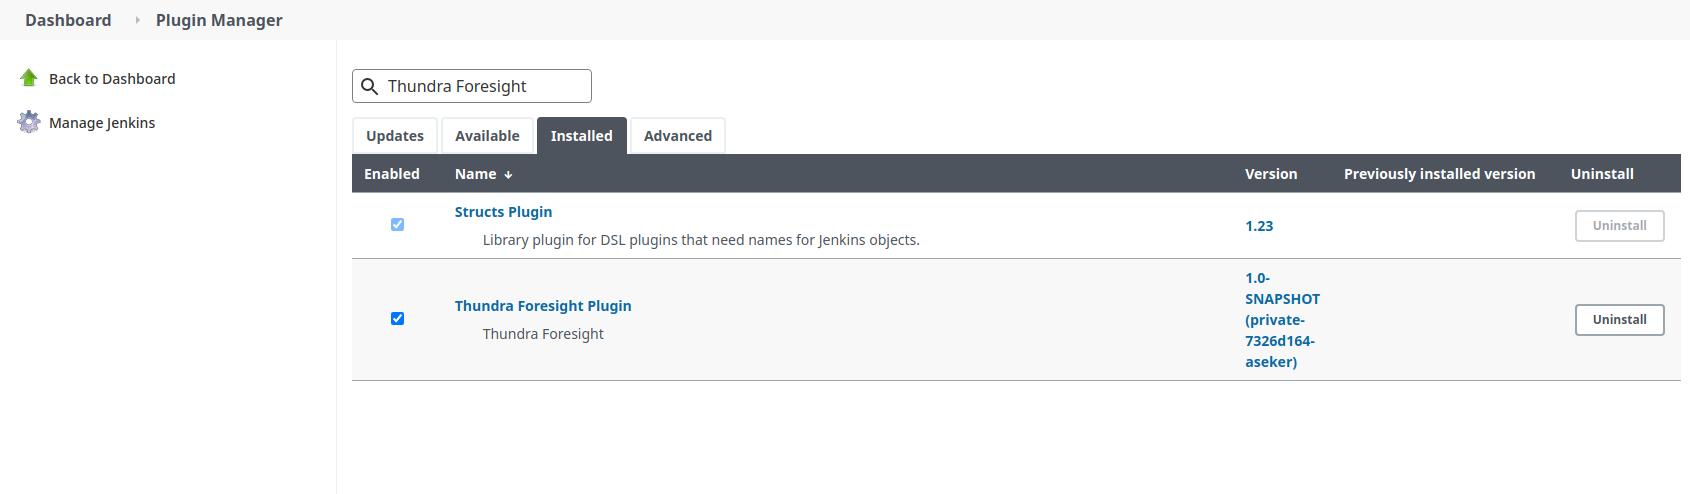 Dashboard Plugin Manager
Back to Dashboard
Manage Jenkins
Thundra Foresight
Updates Available Installed Advanced
Enabled Name ↓ Version Previously installed version Uninstall
Structs Plugin
Library plugin for DSL plugins that need names for Jenkins objects.
1.23
Uninstall
Thundra Foresight Plugin
Thundra Foresight
1.0-
SNAPSHOT
(private-
7326d164-
aseker)
Uninstall